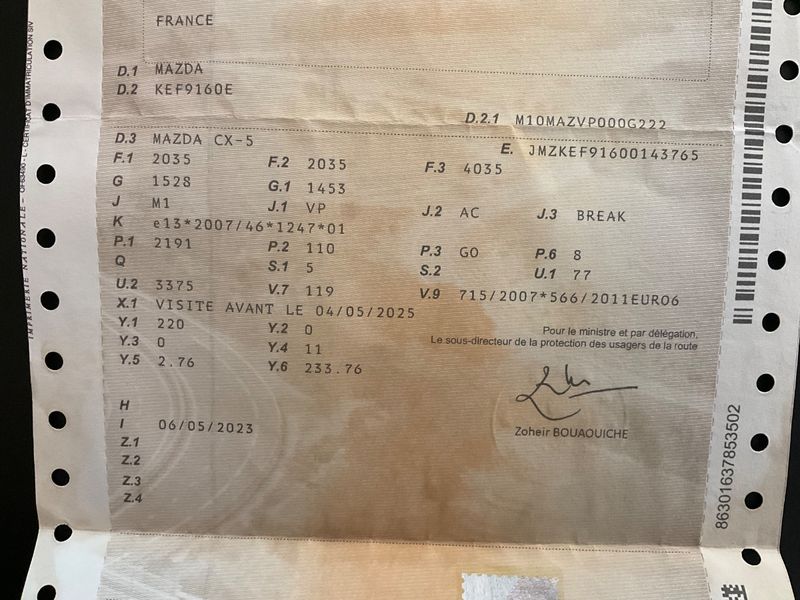 FRANCE
D.1 MAZDA
D.2 KEF9160E
D.2.1 M10MAZVP000G222
D.3 MAZDA CX-5
E. JMZKEF91600143765
F.1 2035 F.2 2035 F.3 4035
G 1528 G.1 1453
J M1 J.1 VP J.2 AC J.3 BREAK
K e13*2007/46*1247*01
P.1 2191 P.2 110 P.3 GO P.6 8
Q S.1 5 S.2 U.1 77
U.2 3375 V.7 119 V.9 715/2007*566/2011EURO6
X.1 VISITE AVANT LE 04/05/2025
Y.1 220 Y.2 0
Y.3 0 Y.4 11
Y.5 2.76 Y.6 233.76
Pour le ministre et par délégation,
Le sous-directeur de la protection des usagers de la route
Zoheir BOUAOUICHE
H
I 06/05/2023
Z.1
Z.2
Z.3
Z.4
86301637853502
IMPRIMERIE NATIONALE - L - CERTIFICAT D'IMMATRICULATION SIV